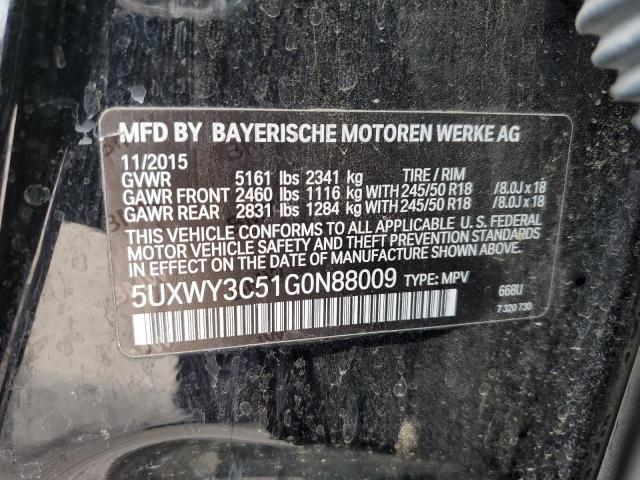 MFD BY BAYERISCHE MOTOREN WERKE AG
11/2015
GVWR 5161 lbs 2341 kg TIRE / RIM
GAWR FRONT 2460 lbs 1116 kg WITH 245/50 R18 /8.0J x 18
GAWR REAR 2831 lbs 1284 kg WITH 245/50 R18 /8.0J x 18
THIS VEHICLE CONFORMS TO ALL APPLICABLE U. S. FEDERAL
MOTOR VEHICLE SAFETY AND THEFT PREVENTION STANDARDS
IN EFFECT ON THE DATE OF MANUFACTURE SHOWN ABOVE.
5UXWY3C51G0N88009 TYPE: MPV 668U
7 320 730